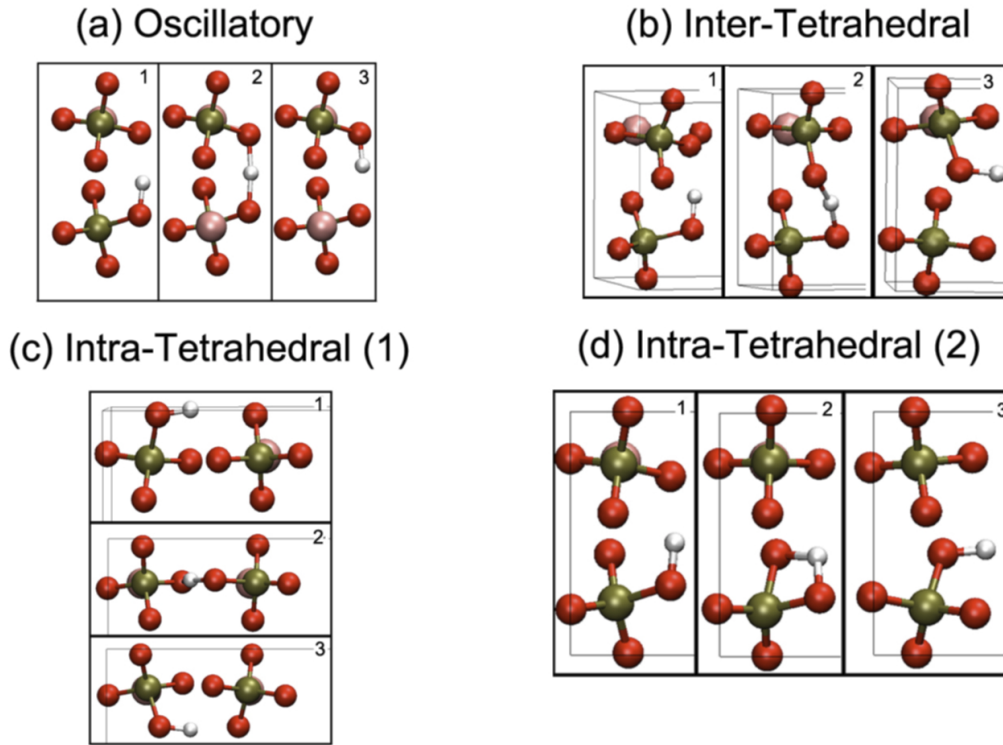 (a) Oscillatory
1 2 3
(b) Inter-Tetrahedral
1 2 3
(c) Intra-Tetrahedral (1)
1
2
3
(d) Intra-Tetrahedral (2)
1 2 3